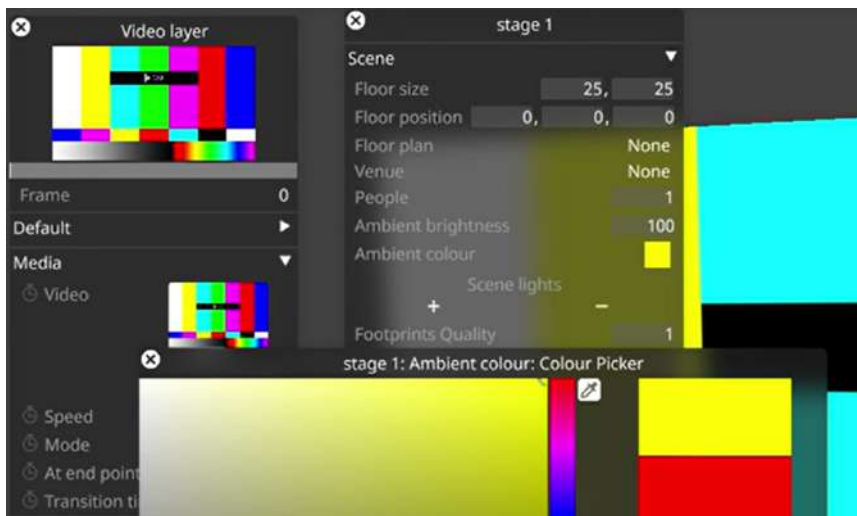 Video layer
Frame 0
Default
Media
Video
Speed
Mode
At end point
Transition ti
stage 1
Scene
Floor size 25, 25
Floor position 0, 0, 0
Floor plan None
Venue None
People 1
Ambient brightness 100
Ambient colour
Scene lights
+ −
Footprints Quality 1
stage 1: Ambient colour: Colour Picker